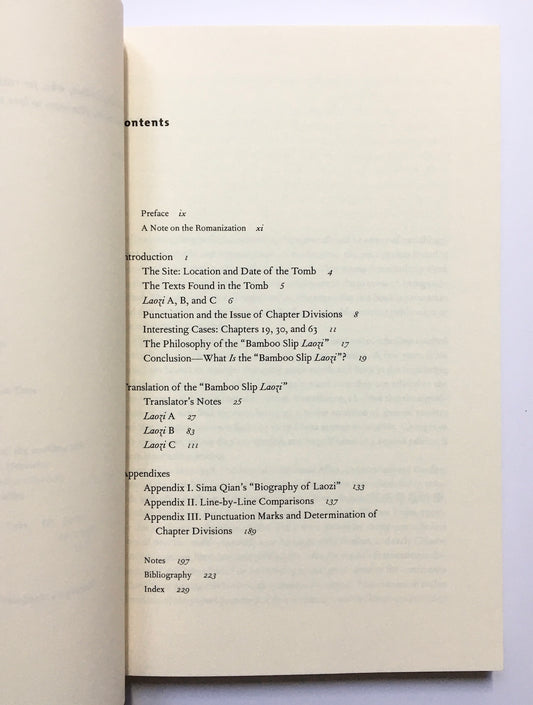 ontents
Preface ix
A Note on the Romanization xi
ntroduction 1
The Site: Location and Date of the Tomb 4
The Texts Found in the Tomb 5
Laozi A, B, and C 6
Punctuation and the Issue of Chapter Divisions 8
Interesting Cases: Chapters 19, 30, and 63 11
The Philosophy of the “Bamboo Slip Laozi” 17
Conclusion—What Is the “Bamboo Slip Laozi”? 19
Translation of the “Bamboo Slip Laozi”
Translator's Notes 25
Laozi A 27
Laozi B 83
Laozi C 111
Appendixes
Appendix I. Sima Qian's “Biography of Laozi” 133
Appendix II. Line-by-Line Comparisons 137
Appendix III. Punctuation Marks and Determination of
Chapter Divisions 189
Notes 197
Bibliography 223
Index 229